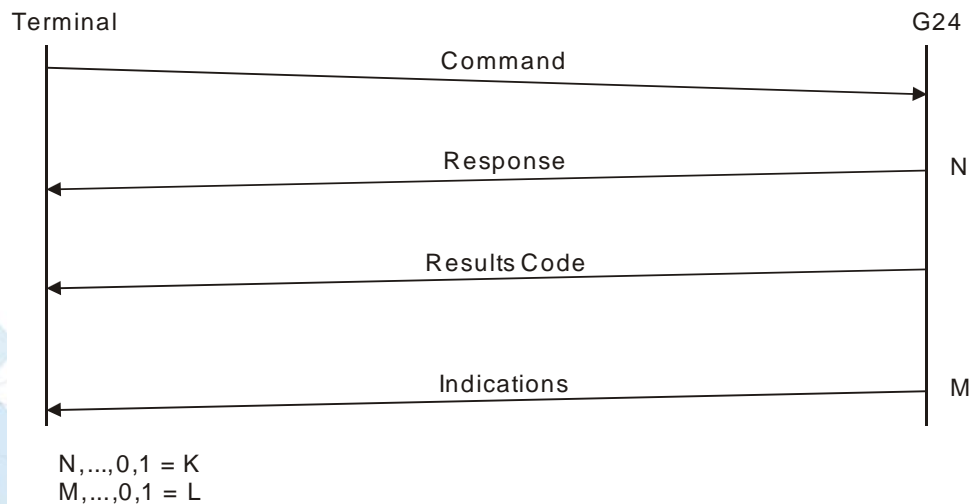 Terminal G24
Command
Response N
Results Code
Indications M
N,...,0,1 = K
M,...,0,1 = L